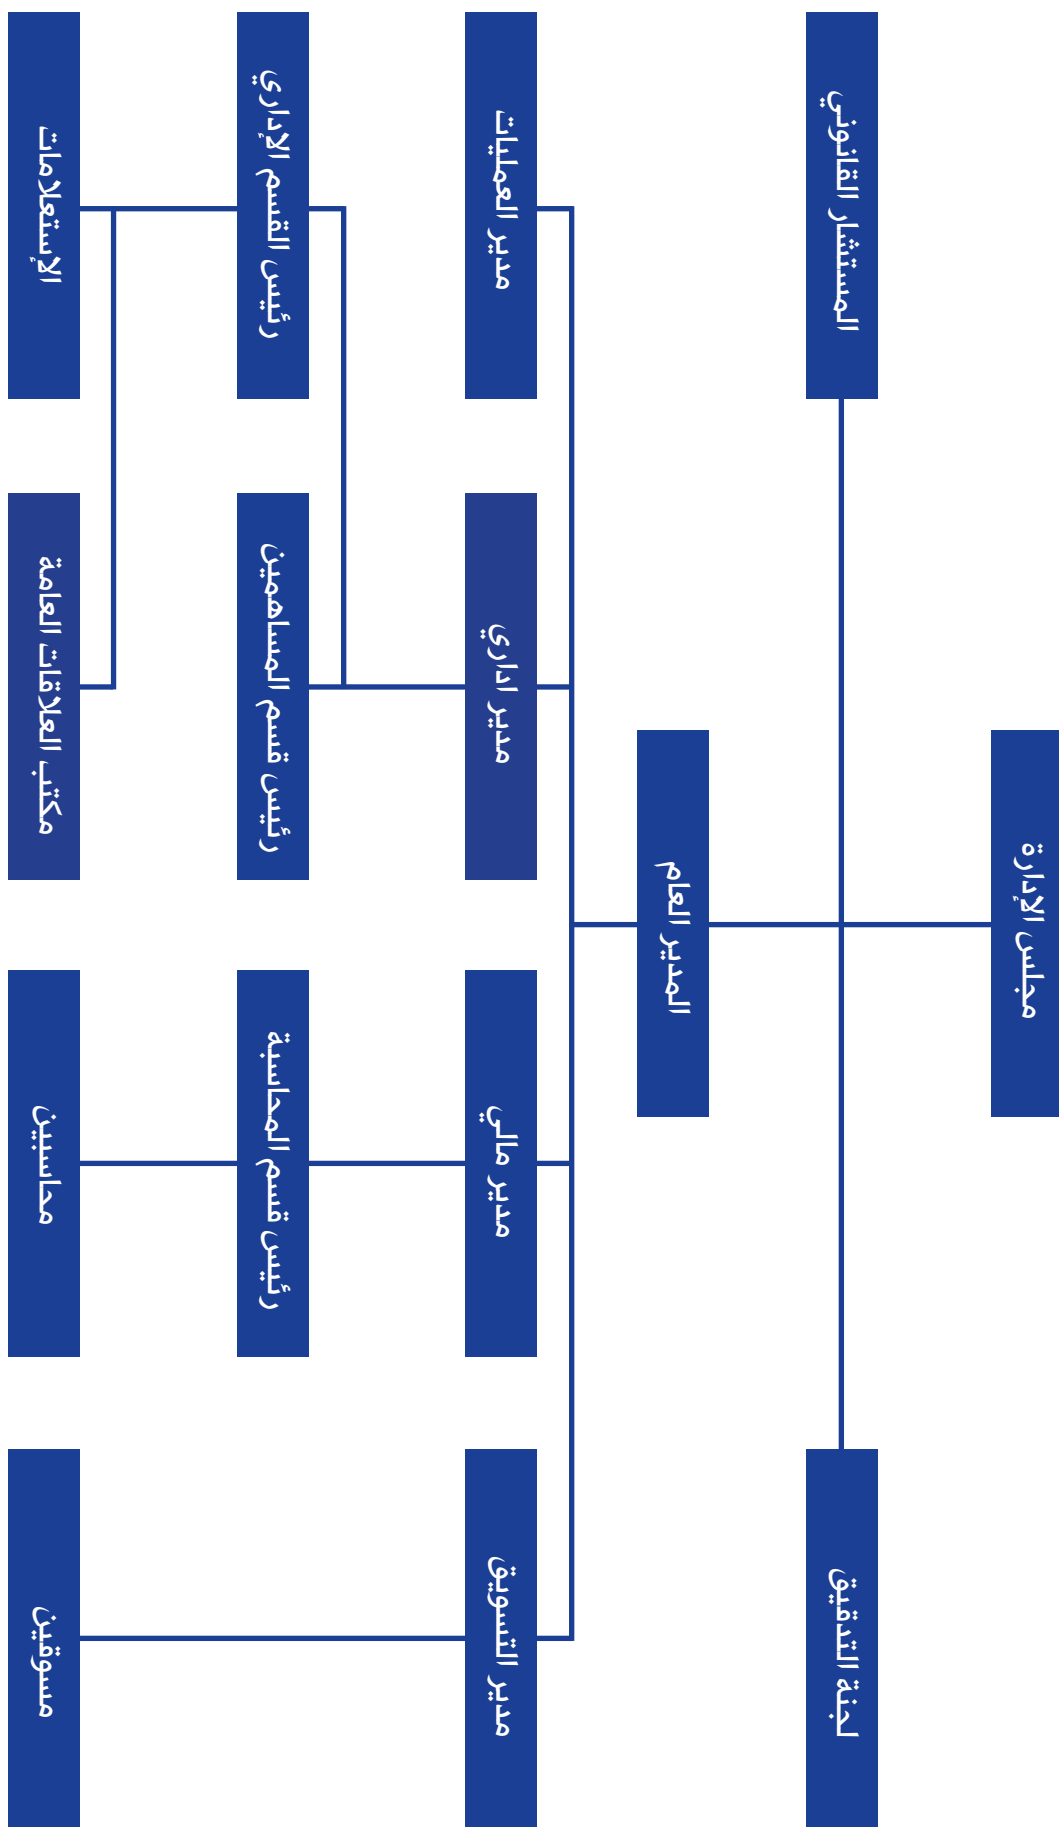 مجلس الإدارة
لجنة التدقيق
المستشار القانوني
المدير العام
مدير التسويق
مدير مالي
مدير اداري
مدير العمليات
رئيس قسم المحاسبة
رئيس قسم المساهمين
رئيس القسم الإداري
مسوقين
محاسبين
مكتب العلاقات العامة
الإستعلامات